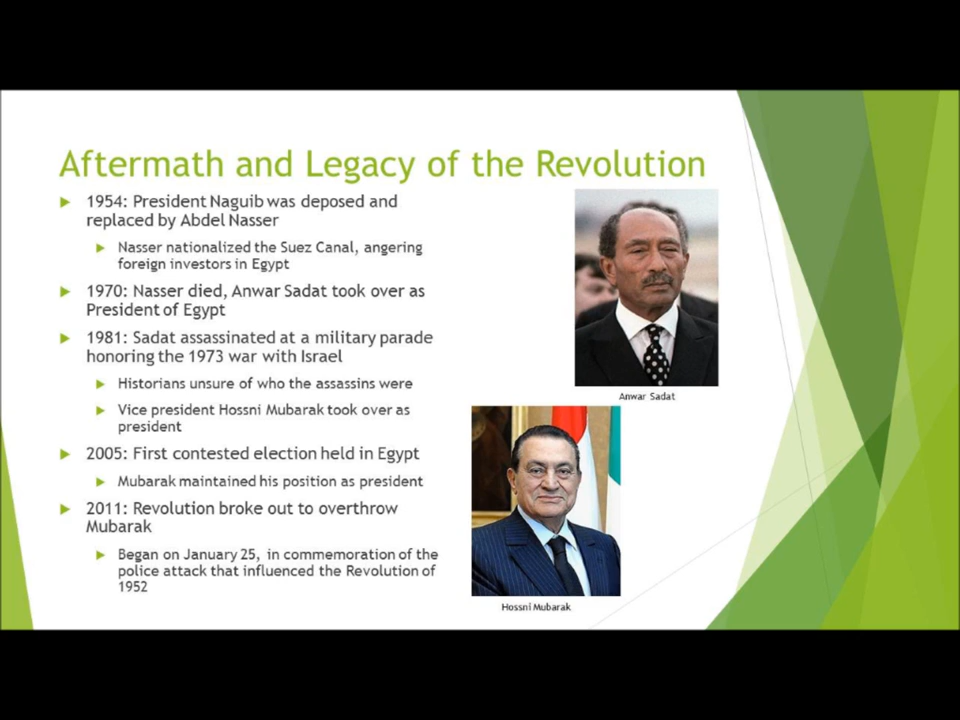 Aftermath and Legacy of the Revolution
1954: President Naguib was deposed and
replaced by Abdel Nasser
Nasser nationalized the Suez Canal, angering
foreign investors in Egypt
1970: Nasser died, Anwar Sadat took over as
President of Egypt
1981: Sadat assassinated at a military parade
honoring the 1973 war with Israel
Historians unsure of who the assassins were
Vice president Hossni Mubarak took over as
president
2005: First contested election held in Egypt
Mubarak maintained his position as president
2011: Revolution broke out to overthrow
Mubarak
Began on January 25, in commemoration of the
police attack that influenced the Revolution of
1952
Anwar Sadat
Hossni Mubarak